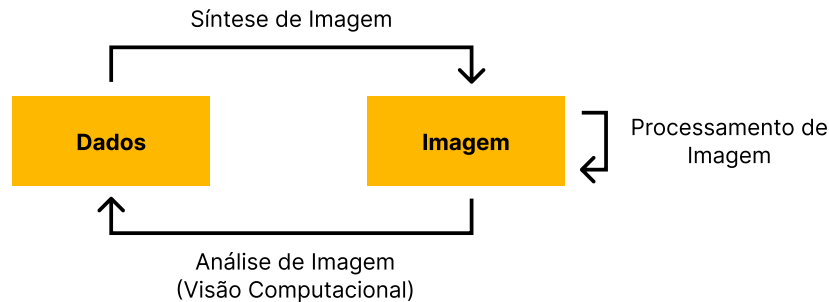 Síntese de Imagem
Dados
Imagem
Processamento de
Imagem
Análise de Imagem
(Visão Computacional)